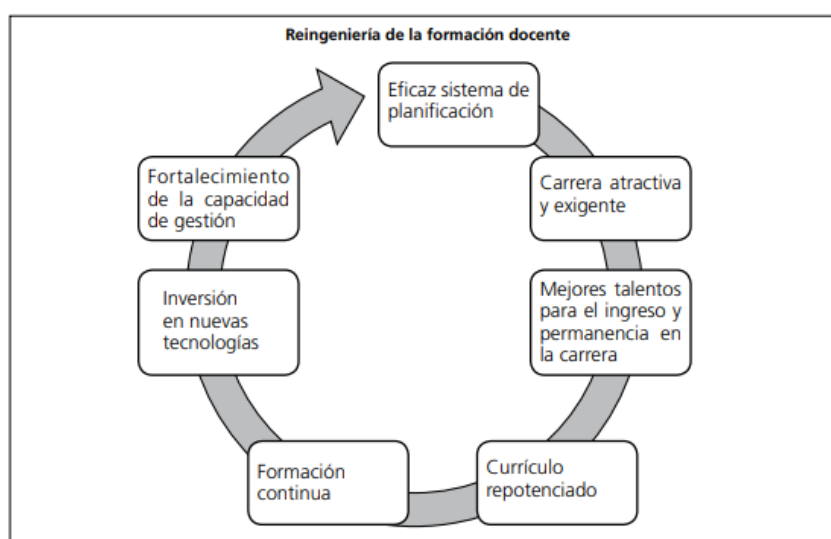 Reingeniería de la formación docente
Eficaz sistema de
planificación
Carrera atractiva
y exigente
Mejores talentos
para el ingreso y
permanencia en
la carrera
Currículo
repotenciado
Formación
continua
Inversión
en nuevas
tecnologías
Fortalecimiento
de la capacidad
de gestión